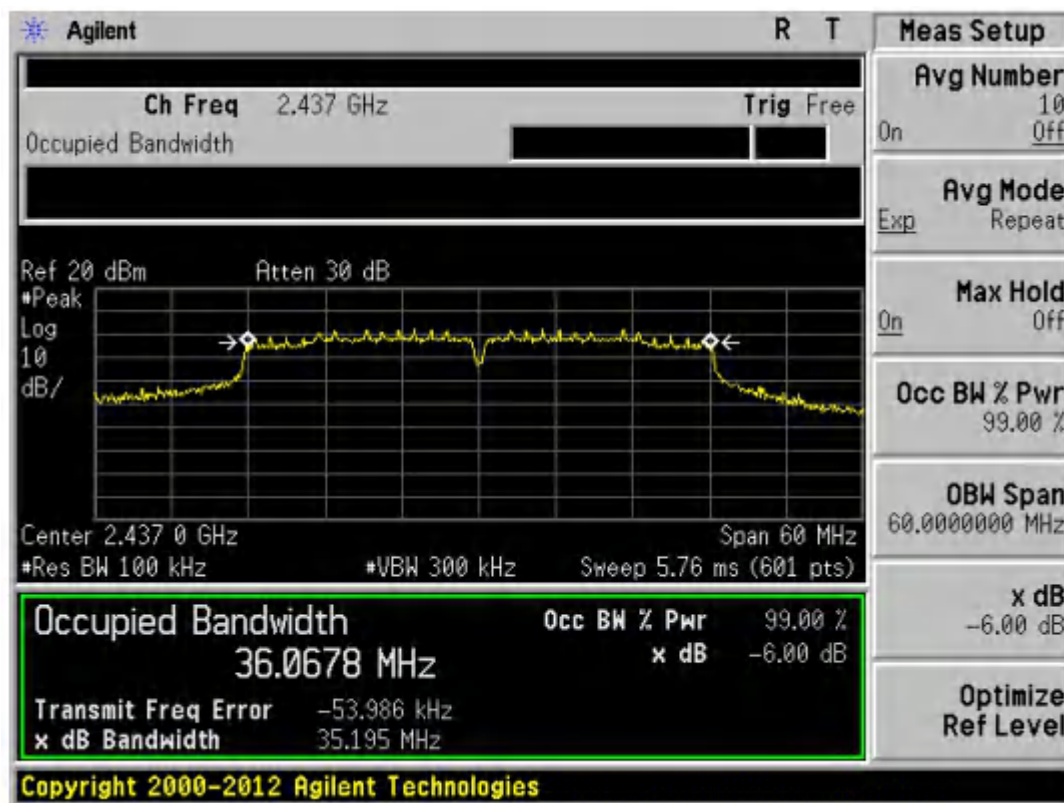 Agilent R T
Ch Freq 2.437 GHz Trig Free
Occupied Bandwidth
Ref 20 dBm Atten 30 dB
#Peak
Log
10
dB/
Center 2.437 0 GHz Span 60 MHz
#Res BW 100 kHz #VBW 300 kHz Sweep 5.76 ms (601 pts)
Occupied Bandwidth Occ BW % Pwr 99.00 %
36.0678 MHz x dB -6.00 dB
Transmit Freq Error -53.986 kHz
x dB Bandwidth 35.195 MHz
Copyright 2000-2012 Agilent Technologies
Meas Setup
Avg Number
10
On Off
Avg Mode
Exp Repeat
Max Hold
On Off
Occ BW % Pwr
99.00 %
OBW Span
60.0000000 MHz
x dB
-6.00 dB
Optimize
Ref Level